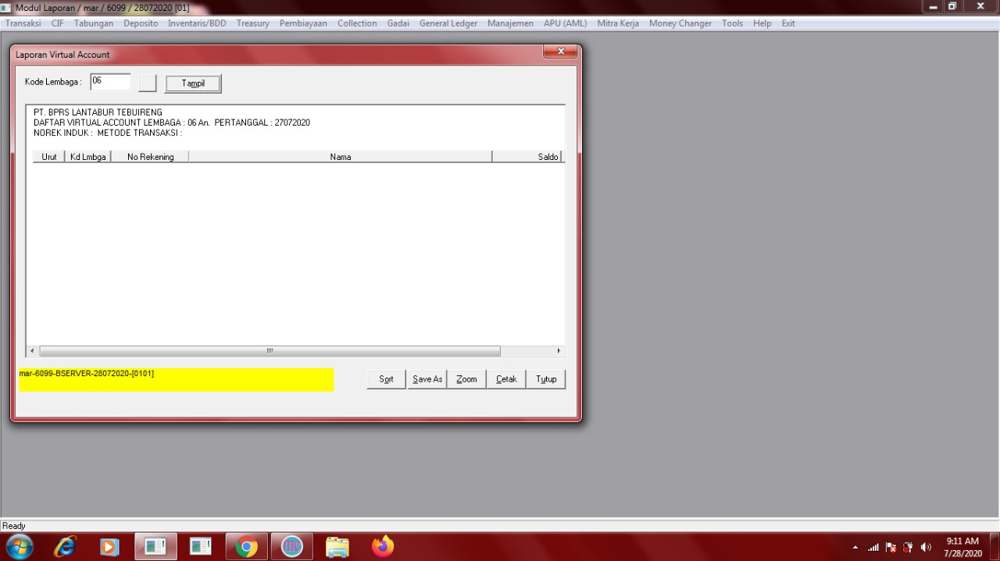 Modul Laporan / mar / 6099 / 28072020 [01]
Transaksi CIF Tabungan Deposito Inventaris/BDD Treasury Pembiayaan Collection Gadai General Ledger Manajemen APU (AML) Mitra Kerja Money Changer Tools Help Exit
Laporan Virtual Account
Kode Lembaga : 06 Tampil
PT. BPRS LANTABUR TEBUIRENG
DAFTAR VIRTUAL ACCOUNT LEMBAGA : 06 An. PERTANGGAL : 27072020
NOREK INDUK : METODE TRANSAKSI :
Urut Kd Lmbga No Rekening Nama Saldo
mar-6099-BSERVER-28072020-[0101]
Sort Save As Zoom Cetak Tutup
Ready
9:11 AM
7/28/2020